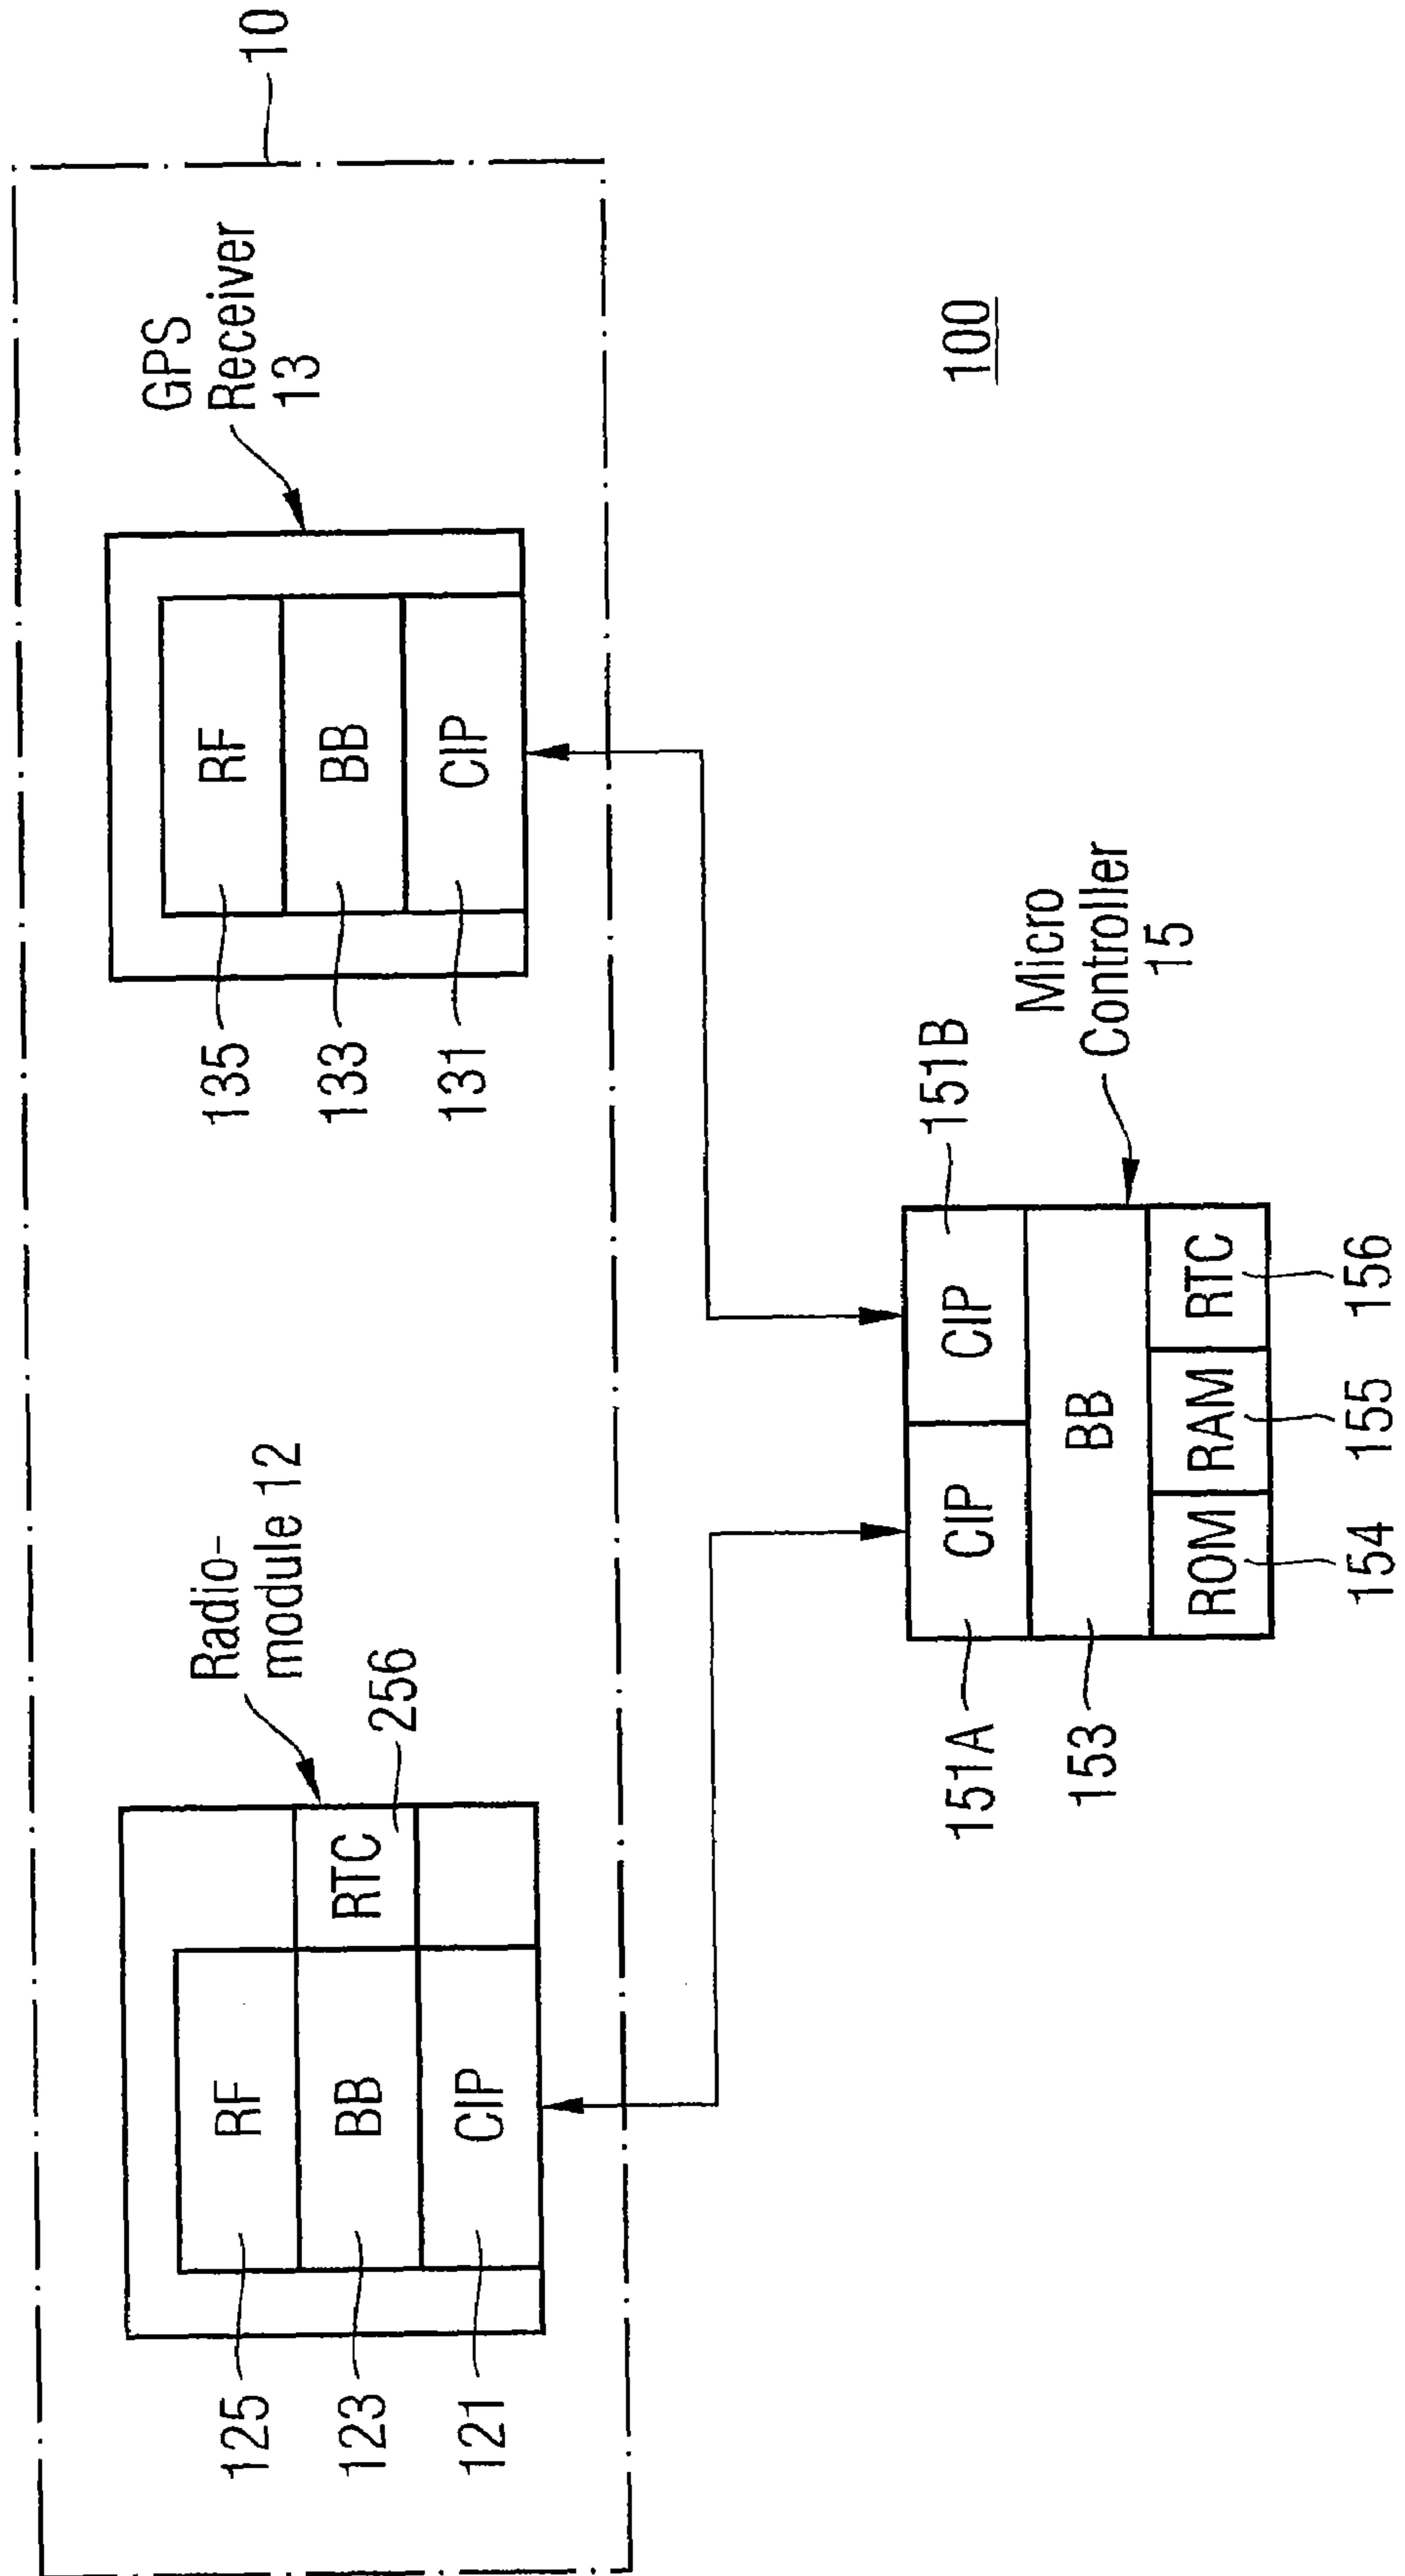 10
Radio-
module 12
256
GPS
Receiver
13
125
RF
135
RF
123
BB
RTC
133
BB
121
CIP
131
CIP
100
151A
CIP
CIP
151B
153
BB
Micro
Controller
15
ROM
RAM
RTC
154
155
156